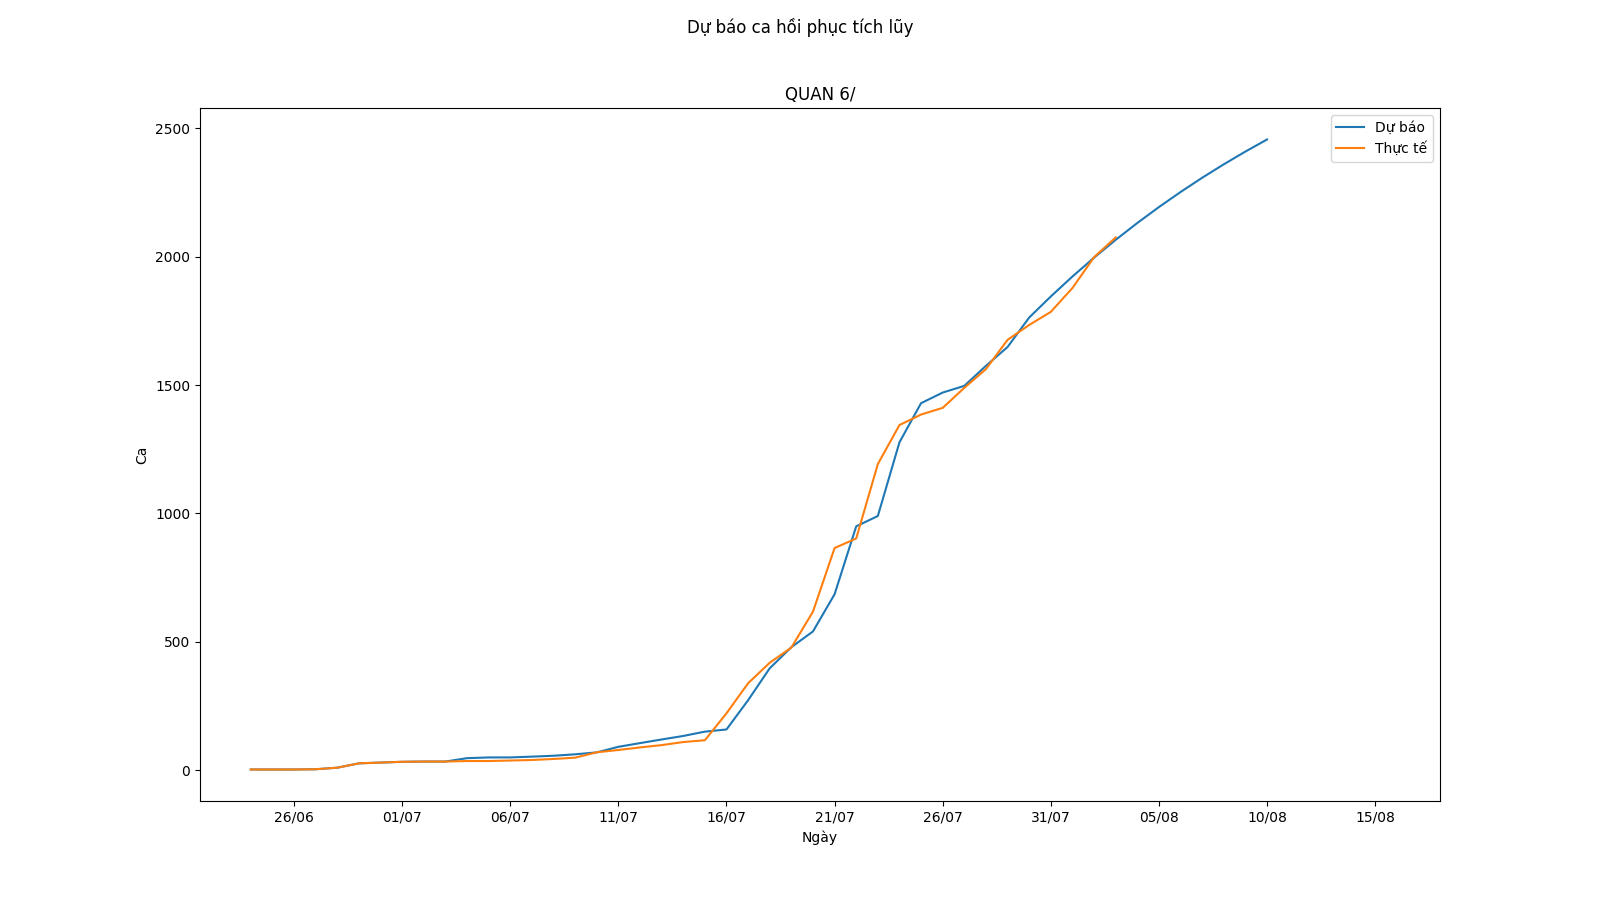 Dự báo ca hồi phục tích lũy
QUAN 6/
Dự báo
Thực tế
2500
2000
1500
1000
500
0
Ca
26/06 01/07 06/07 11/07 16/07 21/07 26/07 31/07 05/08 10/08 15/08
Ngày